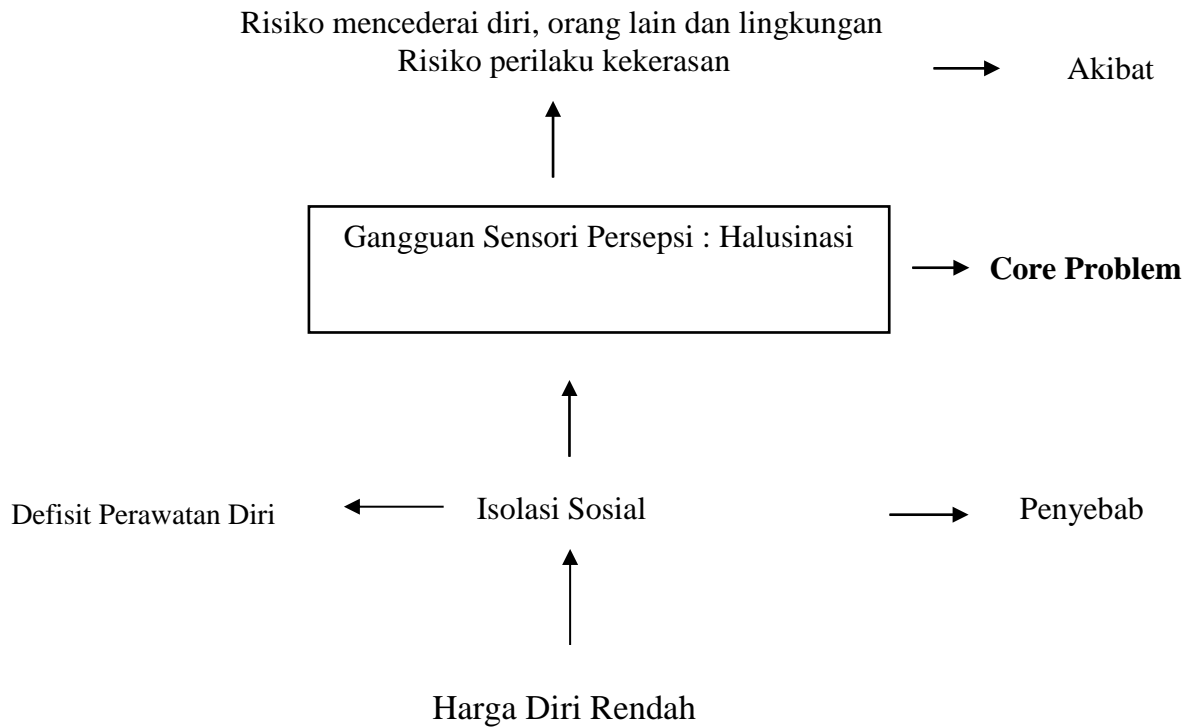 Risiko mencederai diri, orang lain dan lingkungan
Risiko perilaku kekerasan
Akibat
Gangguan Sensori Persepsi : Halusinasi
Core Problem
Defisit Perawatan Diri
Isolasi Sosial
Penyebab
Harga Diri Rendah